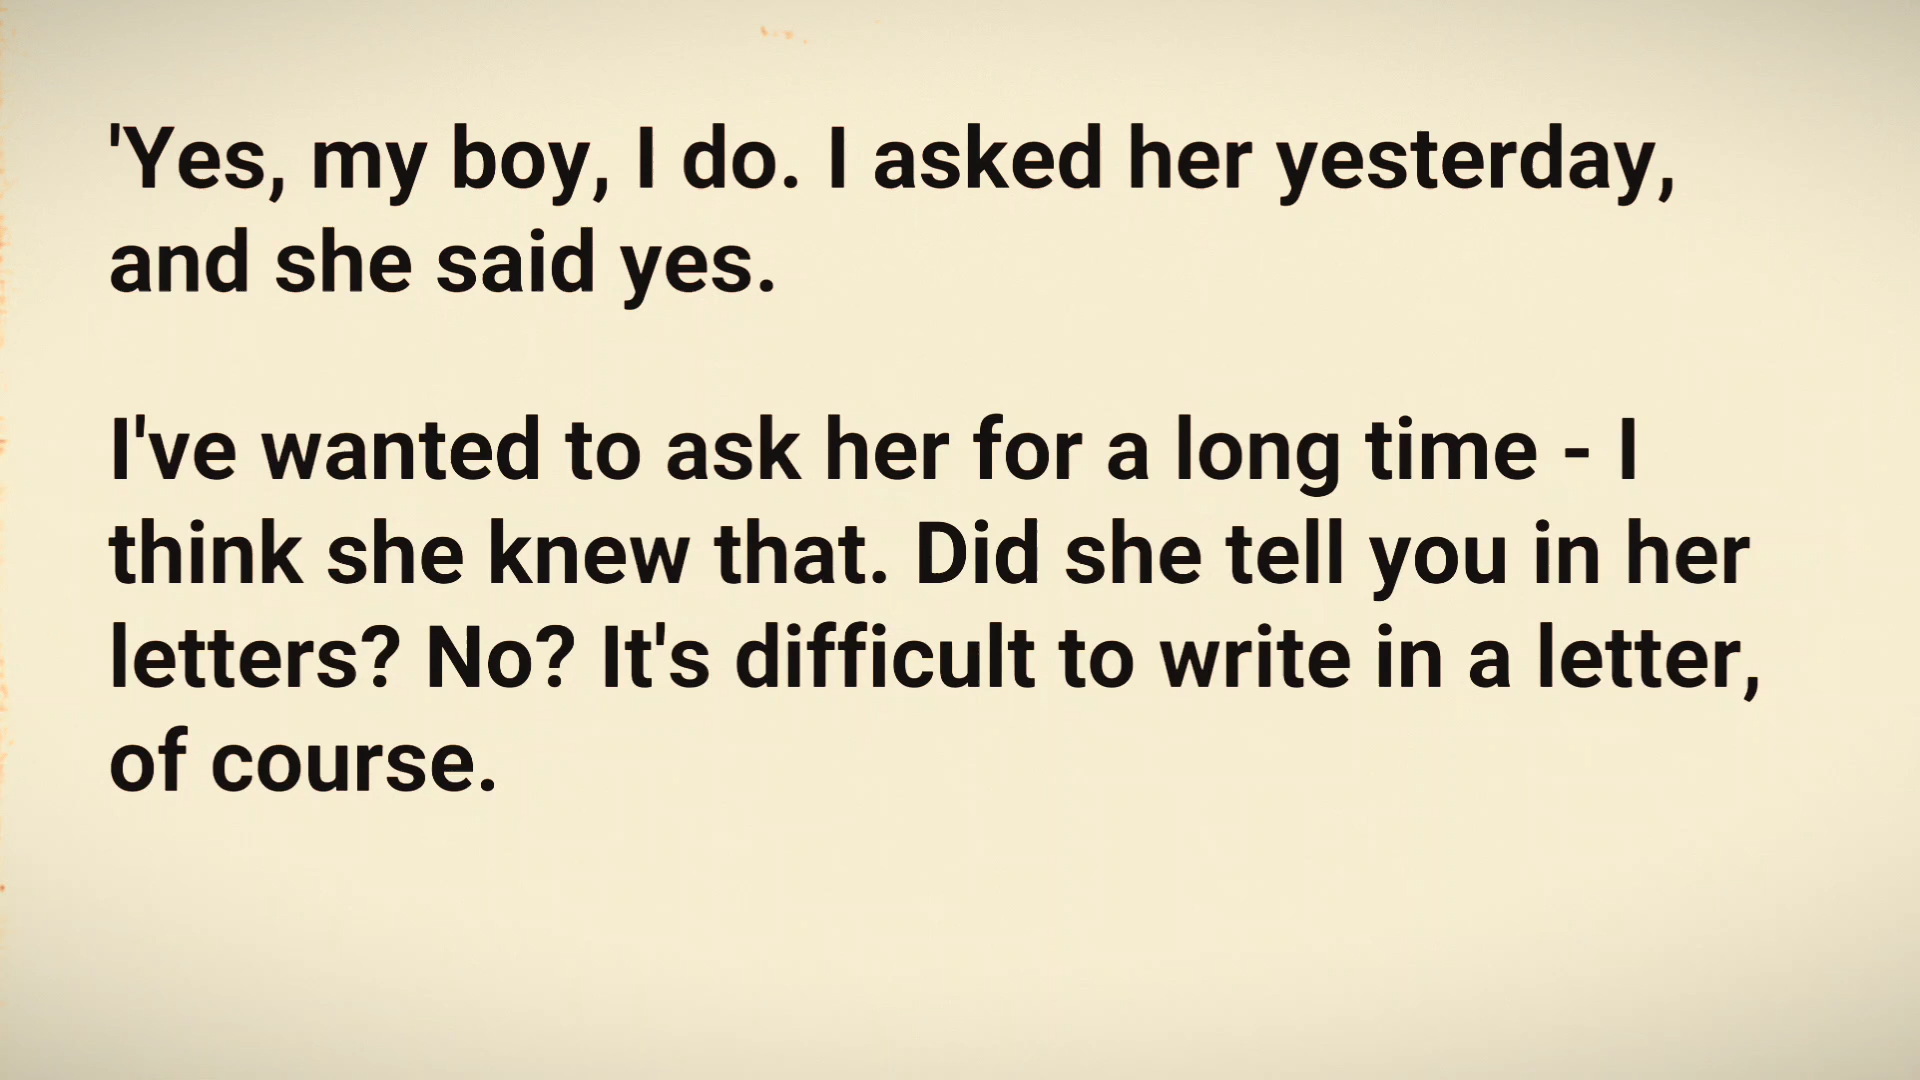 'Yes, my boy, I do. I asked her yesterday,
and she said yes.
I've wanted to ask her for a long time - I
think she knew that. Did she tell you in her
letters? No? It's difficult to write in a letter,
of course.